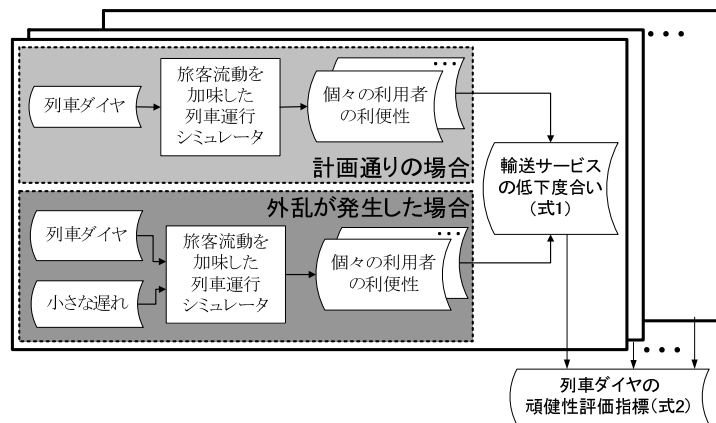 列車ダイヤ
旅客流動を
加味した
列車運行
シミュレータ
個々の利用者
の利便性
計画通りの場合
外乱が発生した場合
列車ダイヤ
小さな遅れ
旅客流動を
加味した
列車運行
シミュレータ
個々の利用者
の利便性
輸送サービス
の低下度合い
(式1)
列車ダイヤの
頑健性評価指標(式2)